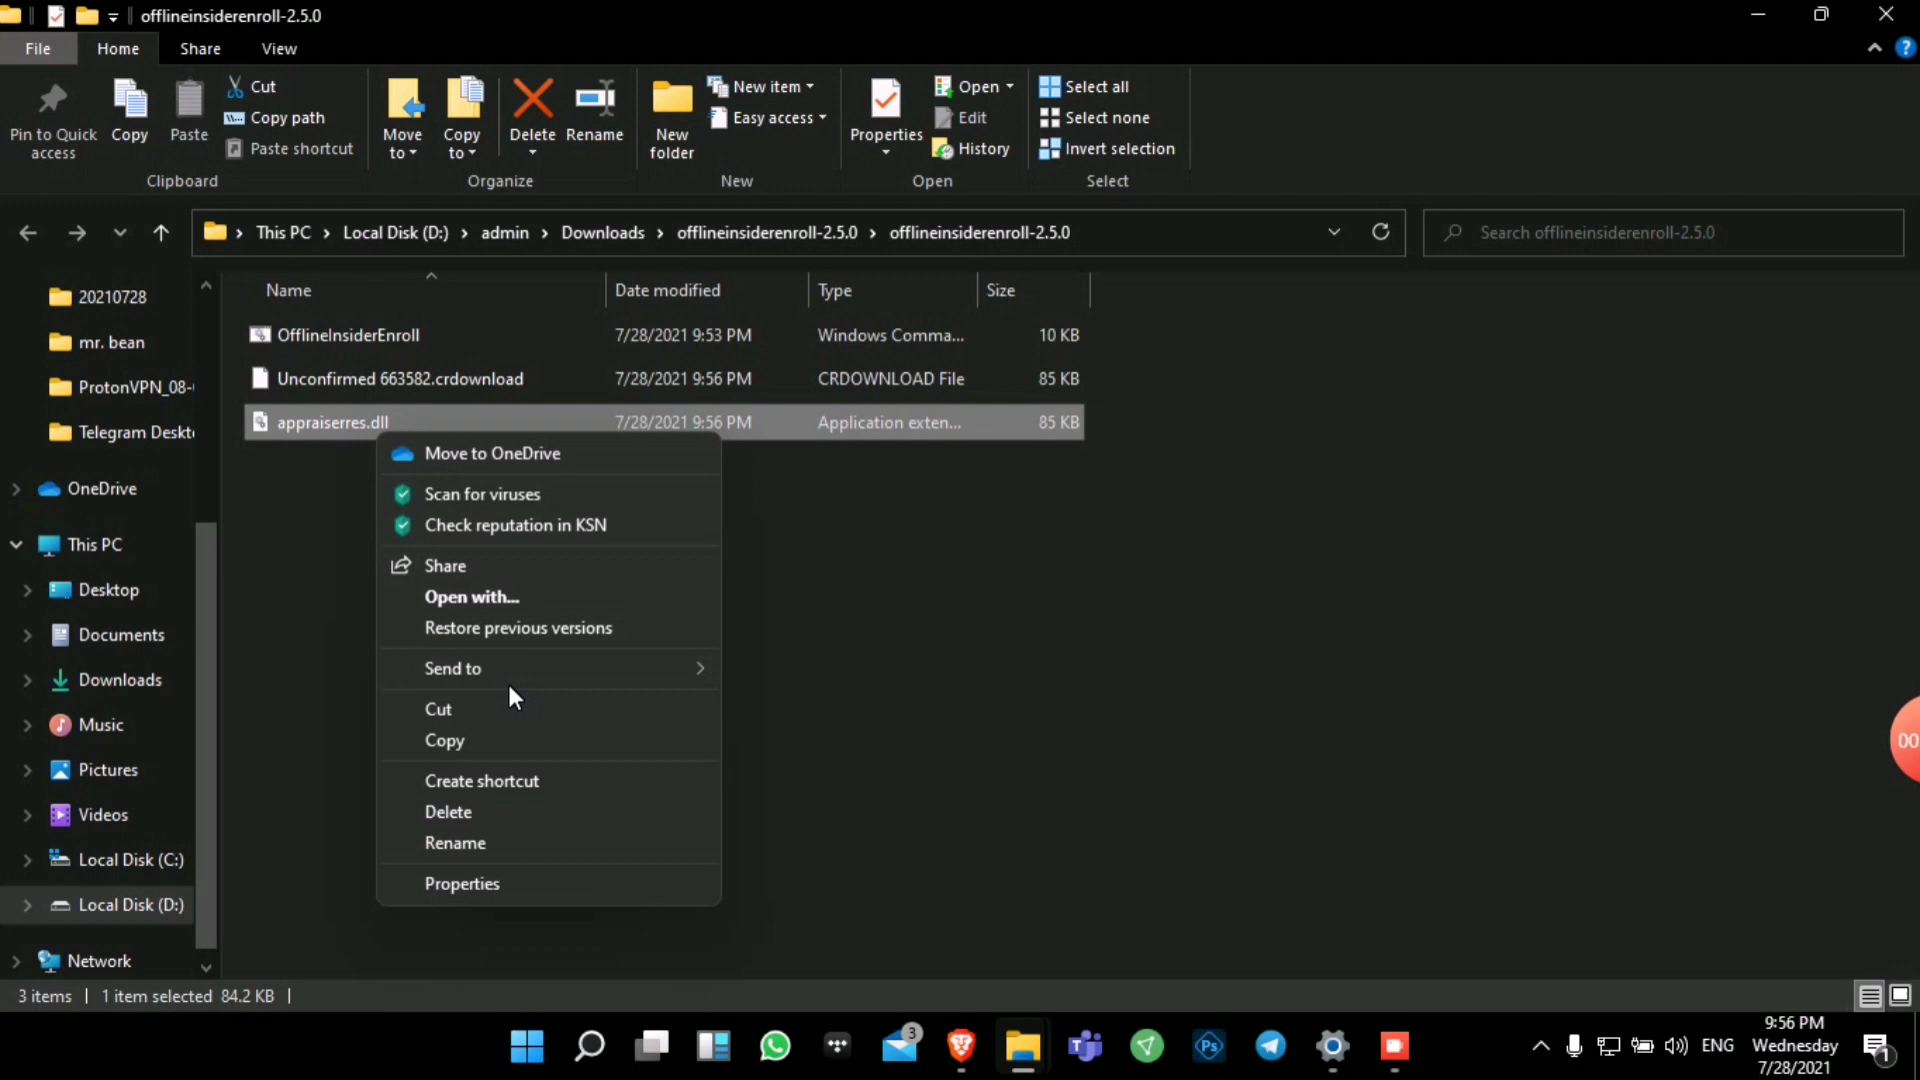 offlineinsiderenroll-2.5.0
File Home Share View
Pin to Quick access
Copy
Paste
Cut
Copy path
Paste shortcut
Move to
Copy to
Delete
Rename
New folder
New item
Easy access
Properties
Open
Edit
History
Select all
Select none
Invert selection
Clipboard Organize New Open Select
This PC > Local Disk (D:) > admin > Downloads > offlineinsiderenroll-2.5.0 > offlineinsiderenroll-2.5.0
Search offlineinsiderenroll-2.5.0
20210728
mr. bean
ProtonVPN_08-
Telegram Deskt
OneDrive
This PC
Desktop
Documents
Downloads
Music
Pictures
Videos
Local Disk (C:)
Local Disk (D:)
Network
Name Date modified Type Size
OfflineInsiderEnroll 7/28/2021 9:53 PM Windows Comma... 10 KB
Unconfirmed 663582.crdownload 7/28/2021 9:56 PM CRDOWNLOAD File 85 KB
appraiserres.dll 7/28/2021 9:56 PM Application exten... 85 KB
Move to OneDrive
Scan for viruses
Check reputation in KSN
Share
Open with...
Restore previous versions
Send to
Cut
Copy
Create shortcut
Delete
Rename
Properties
00
3 items | 1 item selected 84.2 KB |
3
Ps
ENG
9:56 PM
Wednesday
7/28/2021
1